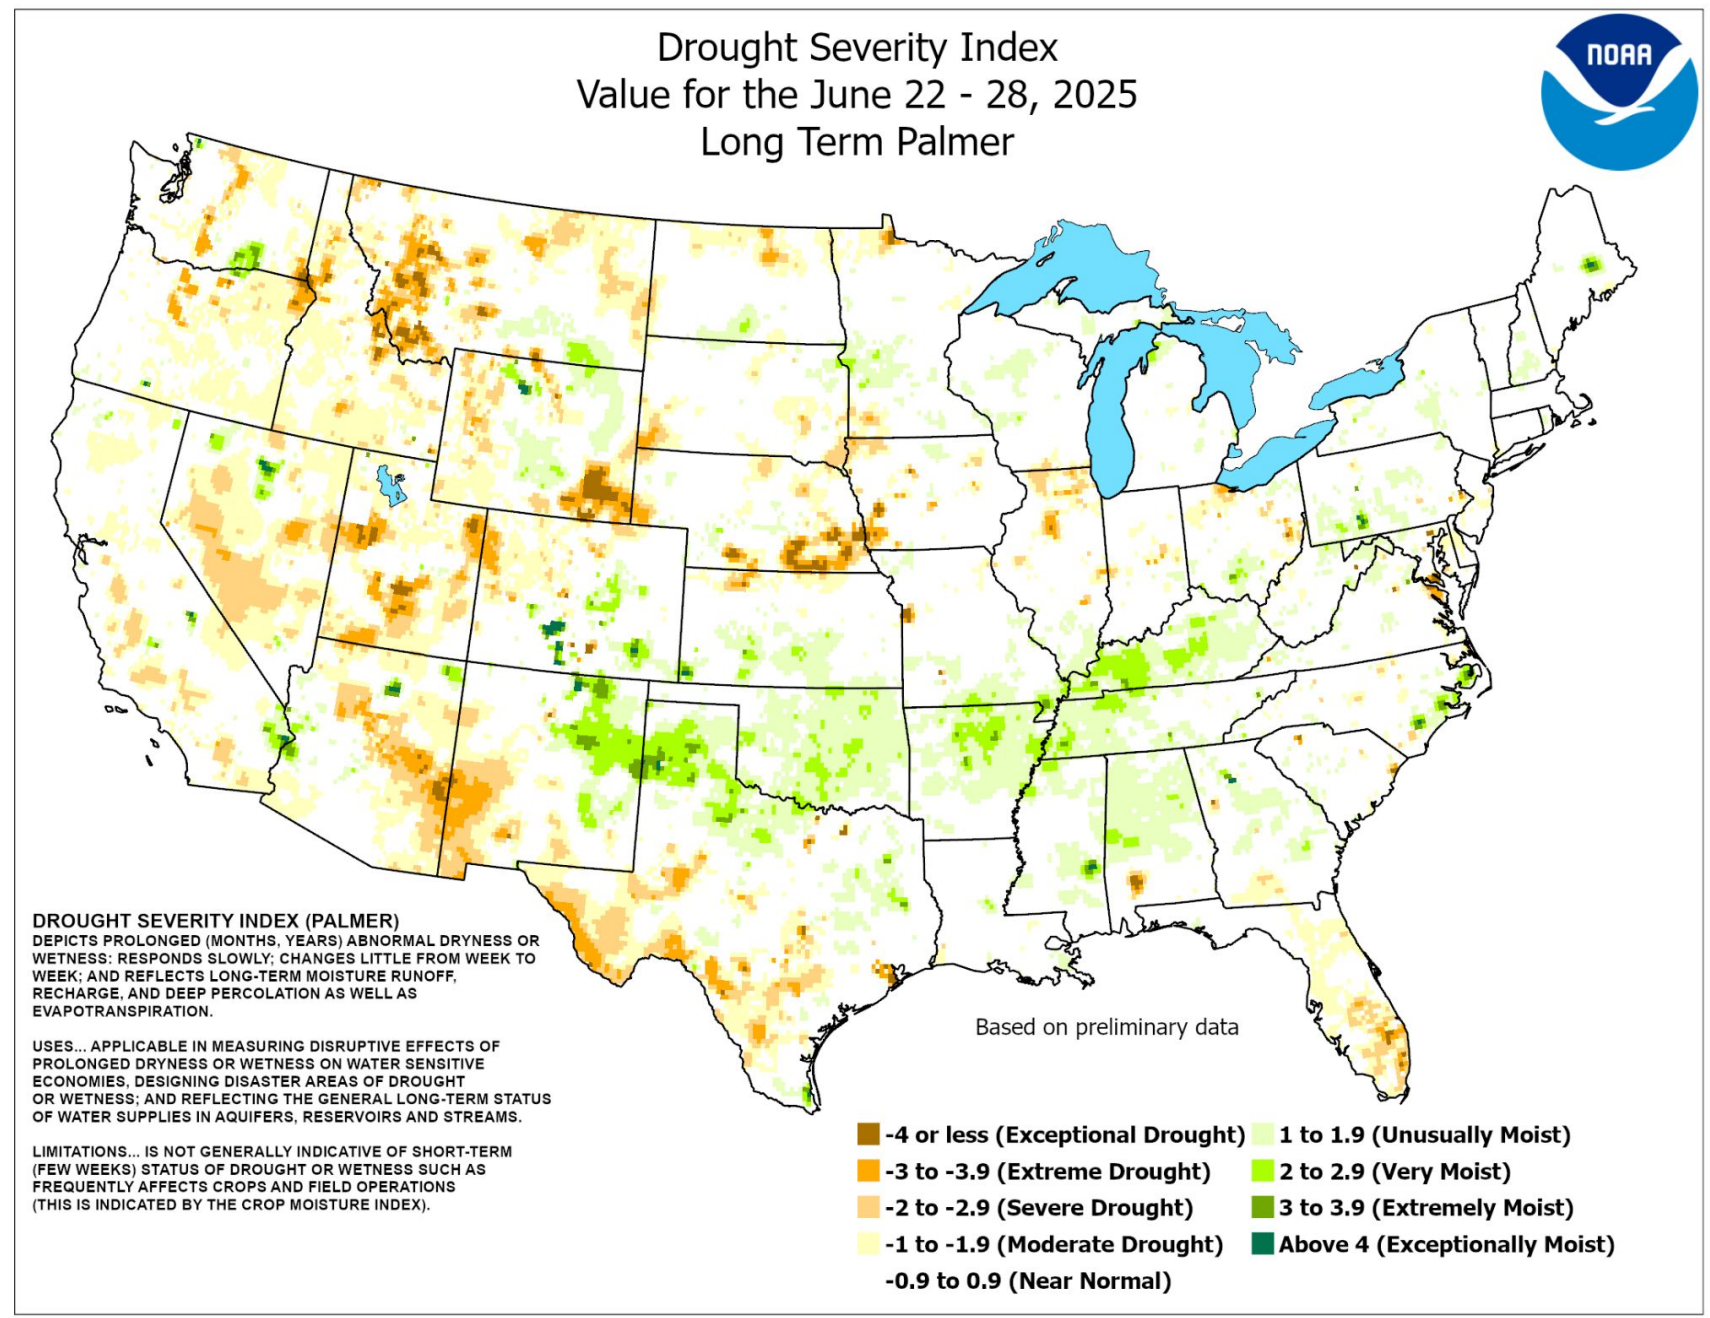 Drought Severity Index
Value for the June 22 - 28, 2025
Long Term Palmer
NOAA
DROUGHT SEVERITY INDEX (PALMER)
DEPICTS PROLONGED (MONTHS, YEARS) ABNORMAL DRYNESS OR
WETNESS: RESPONDS SLOWLY; CHANGES LITTLE FROM WEEK TO
WEEK; AND REFLECTS LONG-TERM MOISTURE RUNOFF,
RECHARGE, AND DEEP PERCOLATION AS WELL AS
EVAPOTRANSPIRATION.
USES... APPLICABLE IN MEASURING DISRUPTIVE EFFECTS OF
PROLONGED DRYNESS OR WETNESS ON WATER SENSITIVE
ECONOMIES, DESIGNING DISASTER AREAS OF DROUGHT
OR WETNESS; AND REFLECTING THE GENERAL LONG-TERM STATUS
OF WATER SUPPLIES IN AQUIFERS, RESERVOIRS AND STREAMS.
LIMITATIONS... IS NOT GENERALLY INDICATIVE OF SHORT-TERM
(FEW WEEKS) STATUS OF DROUGHT OR WETNESS SUCH AS
FREQUENTLY AFFECTS CROPS AND FIELD OPERATIONS
(THIS IS INDICATED BY THE CROP MOISTURE INDEX).
Based on preliminary data
-4 or less (Exceptional Drought)
-3 to -3.9 (Extreme Drought)
-2 to -2.9 (Severe Drought)
-1 to -1.9 (Moderate Drought)
-0.9 to 0.9 (Near Normal)
1 to 1.9 (Unusually Moist)
2 to 2.9 (Very Moist)
3 to 3.9 (Extremely Moist)
Above 4 (Exceptionally Moist)